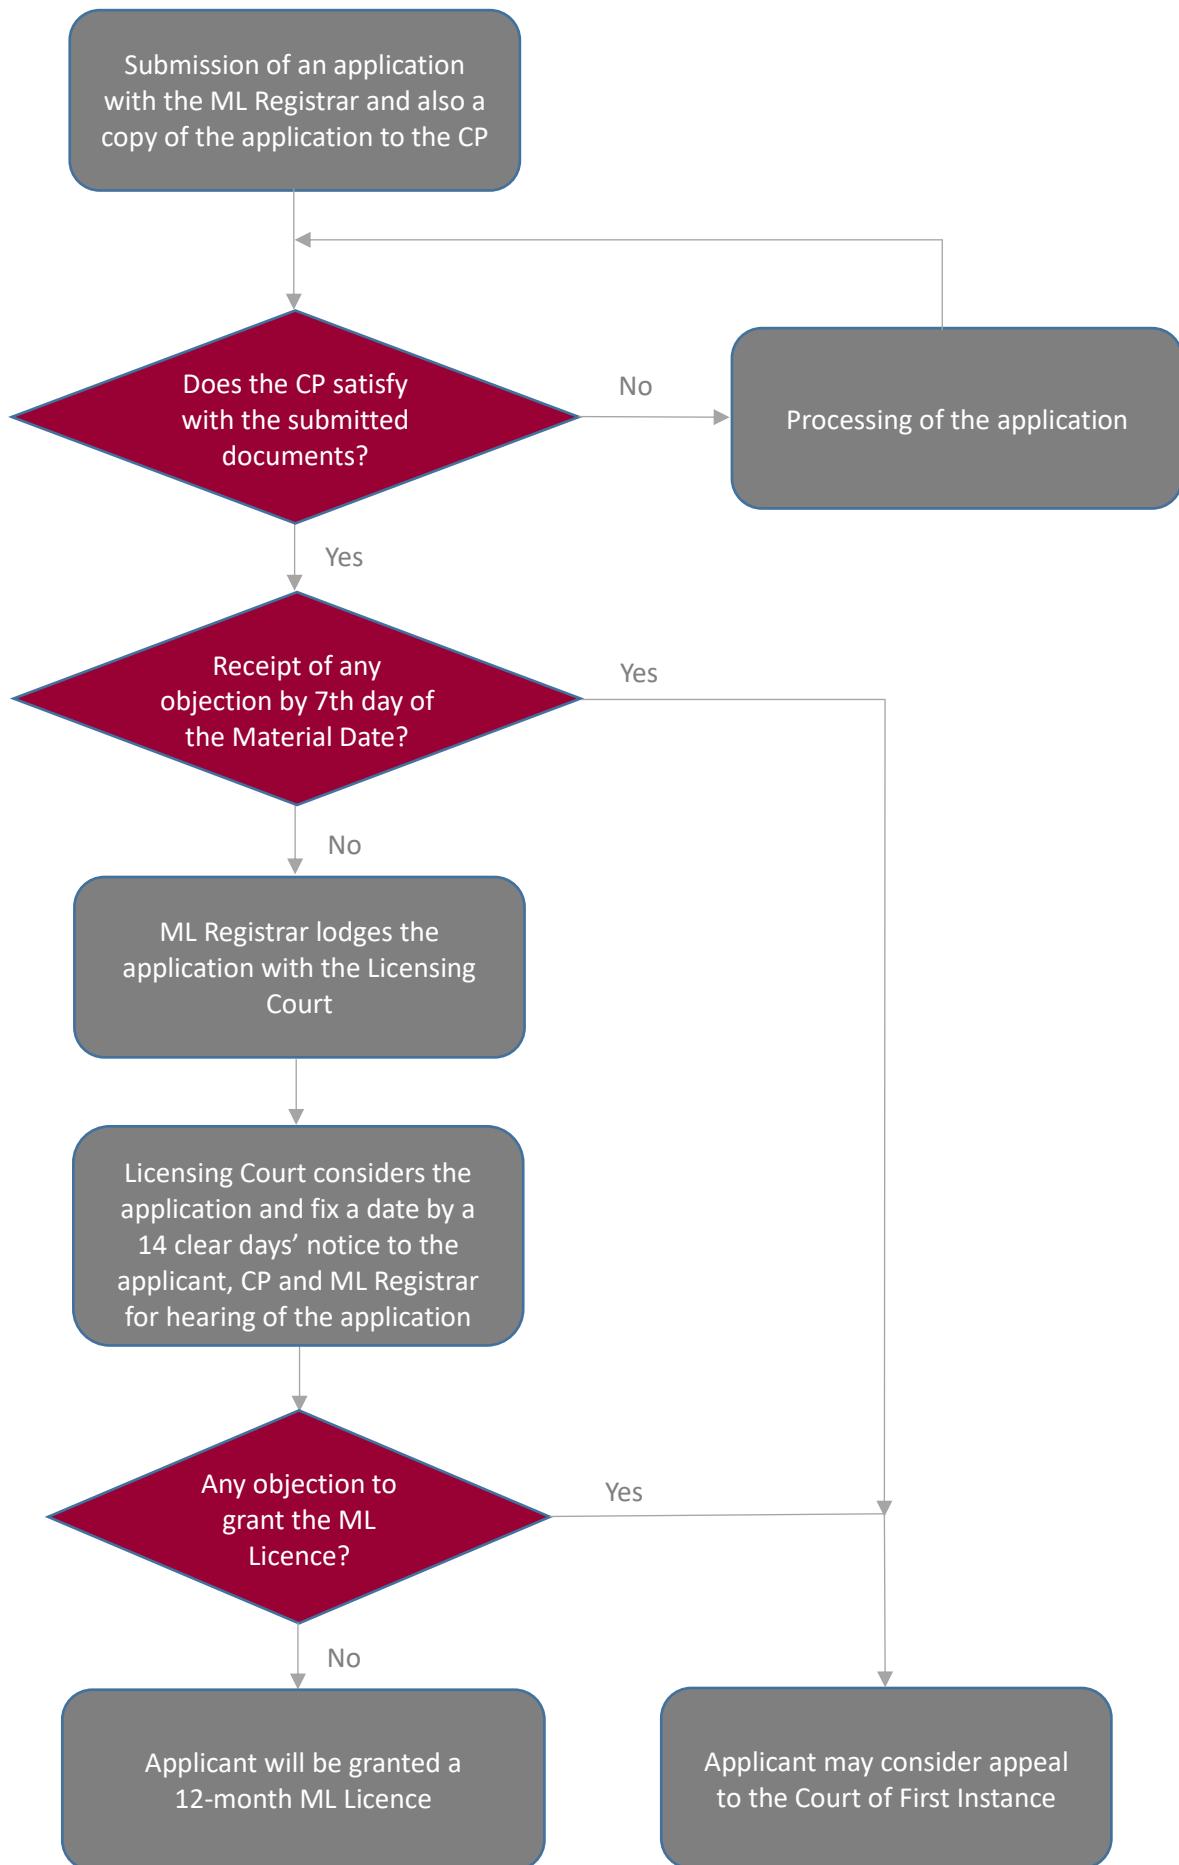 Submission of an application
with the ML Registrar and also a
copy of the application to the CP
Does the CP satisfy
with the submitted
documents?
No
Processing of the application
Yes
Receipt of any
objection by 7th day of
the Material Date?
Yes
No
ML Registrar lodges the
application with the Licensing
Court
Licensing Court considers the
application and fix a date by a
14 clear days’ notice to the
applicant, CP and ML Registrar
for hearing of the application
Any objection to
grant the ML
Licence?
Yes
No
Applicant will be granted a
12-month ML Licence
Applicant may consider appeal
to the Court of First Instance